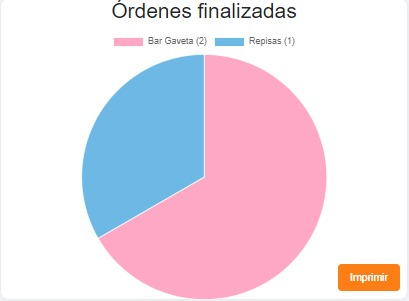 Órdenes finalizadas
Bar Gaveta (2) Repisas (1)
Imprimir